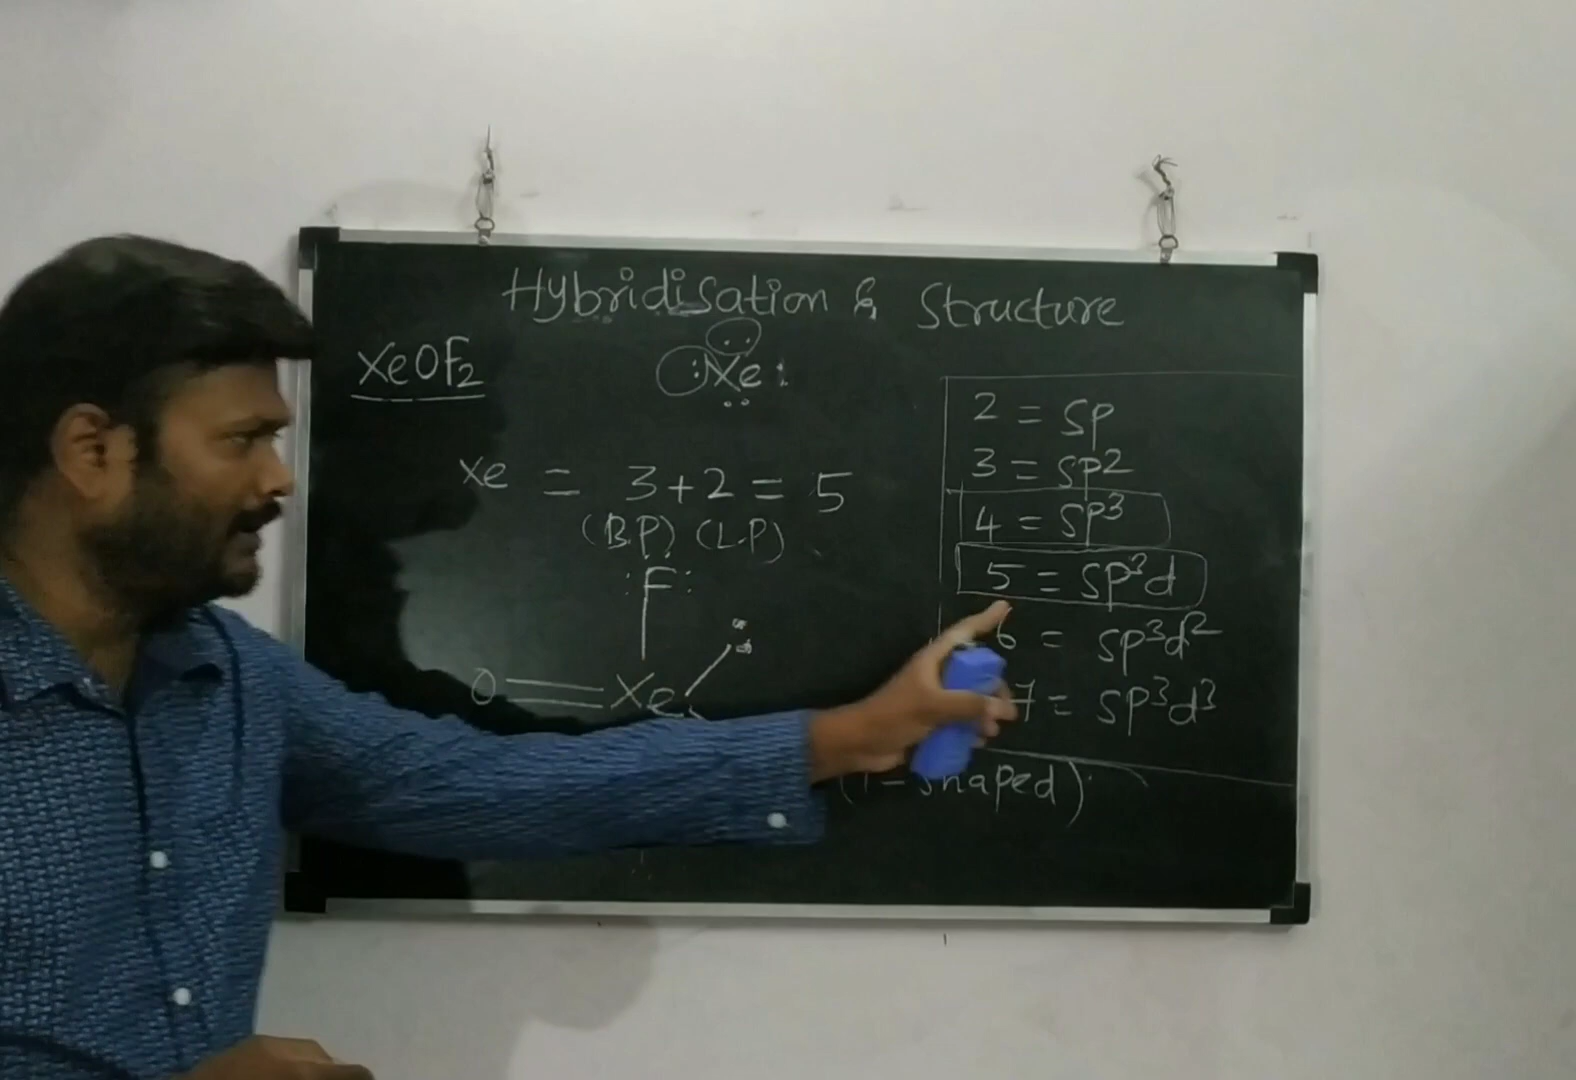 Hybridisation & Structure
XeOF2
:Xe:
Xe = 3+2 = 5
(B.P) (L.P)
:F:
O Xe
2 = SP
3 = SP2
4 = SP3
5 = SP3d
6 = SP3d2
7 = SP3d3
shaped)